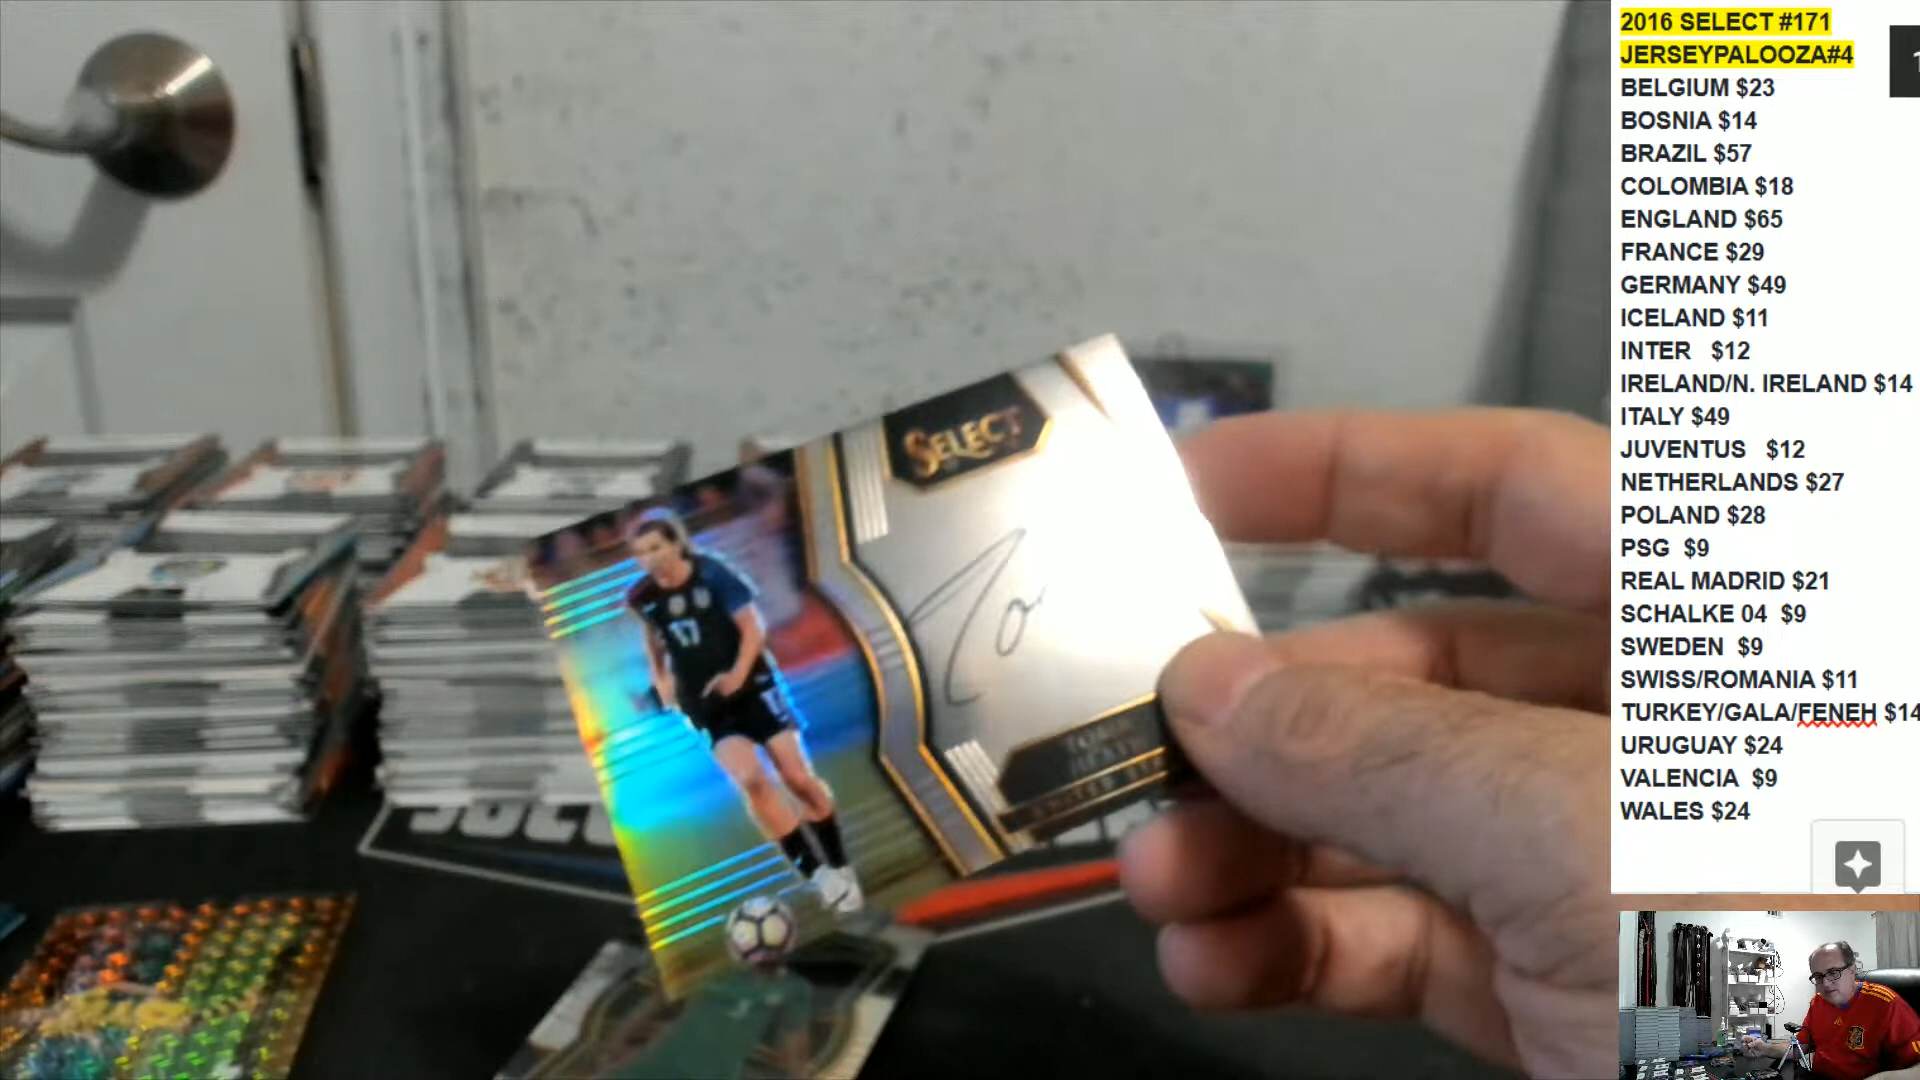 2016 SELECT #171
JERSEYPALOOZA#4
BELGIUM $23
BOSNIA $14
BRAZIL $57
COLOMBIA $18
ENGLAND $65
FRANCE $29
GERMANY $49
ICELAND $11
INTER $12
IRELAND/N. IRELAND $14
ITALY $49
JUVENTUS $12
NETHERLANDS $27
POLAND $28
PSG $9
REAL MADRID $21
SCHALKE 04 $9
SWEDEN $9
SWISS/ROMANIA $11
TURKEY/GALA/FENEH $14
URUGUAY $24
VALENCIA $9
WALES $24
SELECT
17